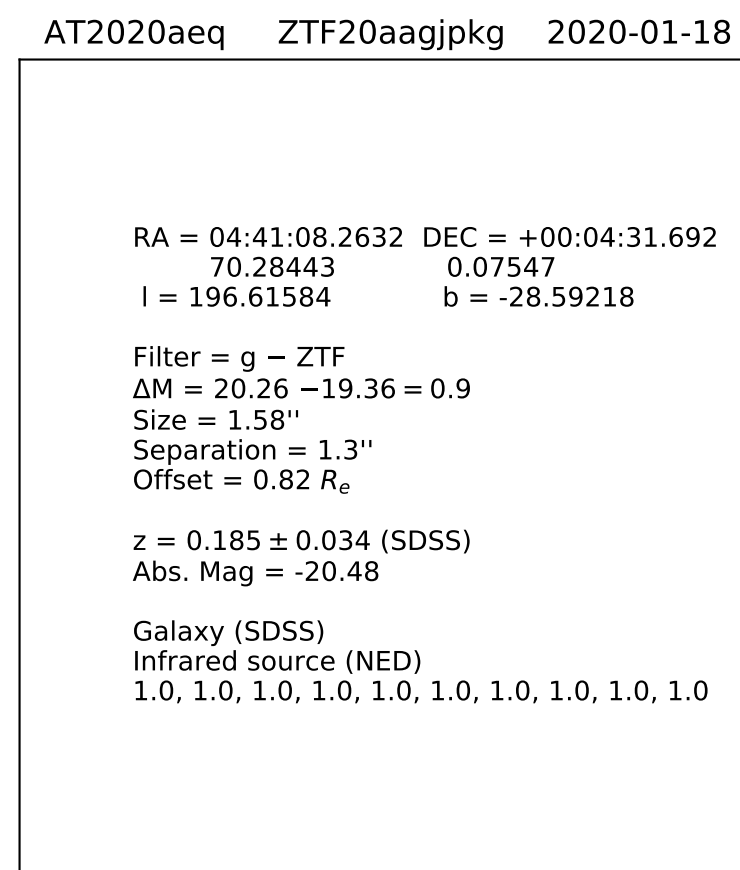 AT2020aeq ZTF20aagjpkg 2020-01-18
RA = 04:41:08.2632 DEC = +00:04:31.692
70.28443 0.07547
l = 196.61584 b = -28.59218
Filter = g − ZTF
ΔM = 20.26 −19.36 = 0.9
Size = 1.58''
Separation = 1.3''
Offset = 0.82 Re
z = 0.185 ± 0.034 (SDSS)
Abs. Mag = -20.48
Galaxy (SDSS)
Infrared source (NED)
1.0, 1.0, 1.0, 1.0, 1.0, 1.0, 1.0, 1.0, 1.0, 1.0